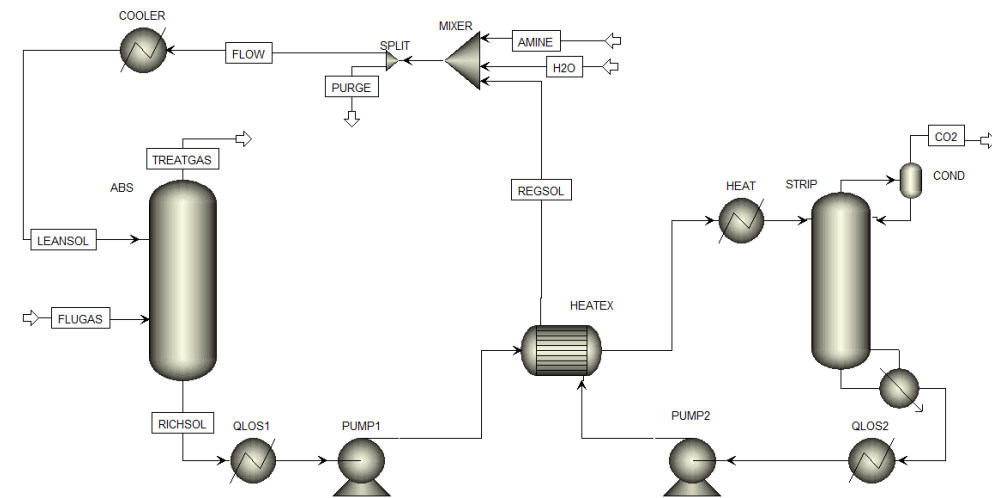 COOLER
MIXER
FLOW
SPLIT
AMINE
H2O
PURGE
CO2
TREATGAS
ABS
REGSOL
HEAT
STRIP
COND
LEANSOL
FLUGAS
HEATEX
RICHSOL
QLOS1
PUMP1
PUMP2
QLOS2